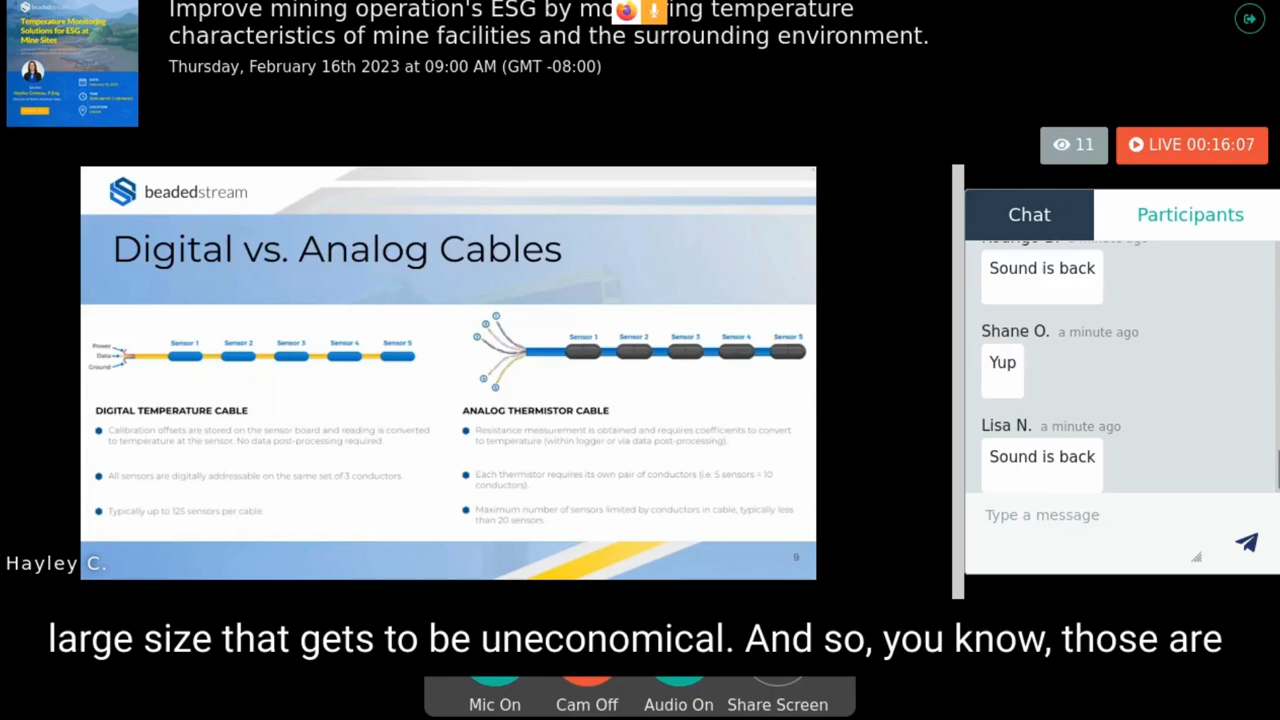 Improve mining operation's ESG by
characteristics of mine facilities and the surrounding environment.
Thursday, February 16th 2023 at 09:00 AM (GMT -08:00)
Temperature Monitoring
Solutions for ESG at
Mine Sites
11
LIVE 00:16:07
beadedstream
Digital vs. Analog Cables
Power
Data
Ground
Sensor 1 Sensor 2 Sensor 3 Sensor 4 Sensor 5
Sensor 1 Sensor 2 Sensor 3 Sensor 4 Sensor 5
DIGITAL TEMPERATURE CABLE
Calibration offsets are stored on the sensor board and reading is converted
to temperature at the sensor. No data post-processing required.
All sensors are digitally addressable on the same set of 3 conductors.
Typically up to 125 sensors per cable.
ANALOG THERMISTOR CABLE
Resistance measurement is obtained and requires coefficients to convert
to temperature (within logger or via data post-processing).
Each thermistor requires its own pair of conductors (i.e. 5 sensors = 10
conductors).
Maximum number of sensors limited by conductors in cable, typically less
than 20 sensors.
9
Hayley C.
Chat
Participants
a minute ago
Sound is back
Shane O. a minute ago
Yup
Lisa N. a minute ago
Sound is back
Type a message
large size that gets to be uneconomical. And so, you know, those are
Mic On
Cam Off
Audio On
Share Screen